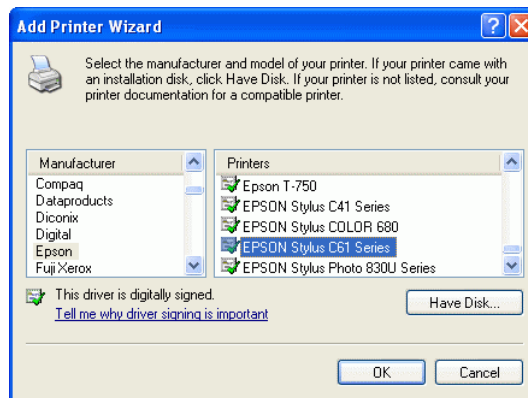 Add Printer Wizard
Select the manufacturer and model of your printer. If your printer came with
an installation disk, click Have Disk. If your printer is not listed, consult your
printer documentation for a compatible printer.
Manufacturer
Compaq
Dataproducts
Diconix
Digital
Epson
Fuji Xerox
Printers
Epson T-750
EPSON Stylus C41 Series
EPSON Stylus COLOR 680
EPSON Stylus C61 Series
EPSON Stylus Photo 830U Series
This driver is digitally signed.
Tell me why driver signing is important
Have Disk...
OK
Cancel